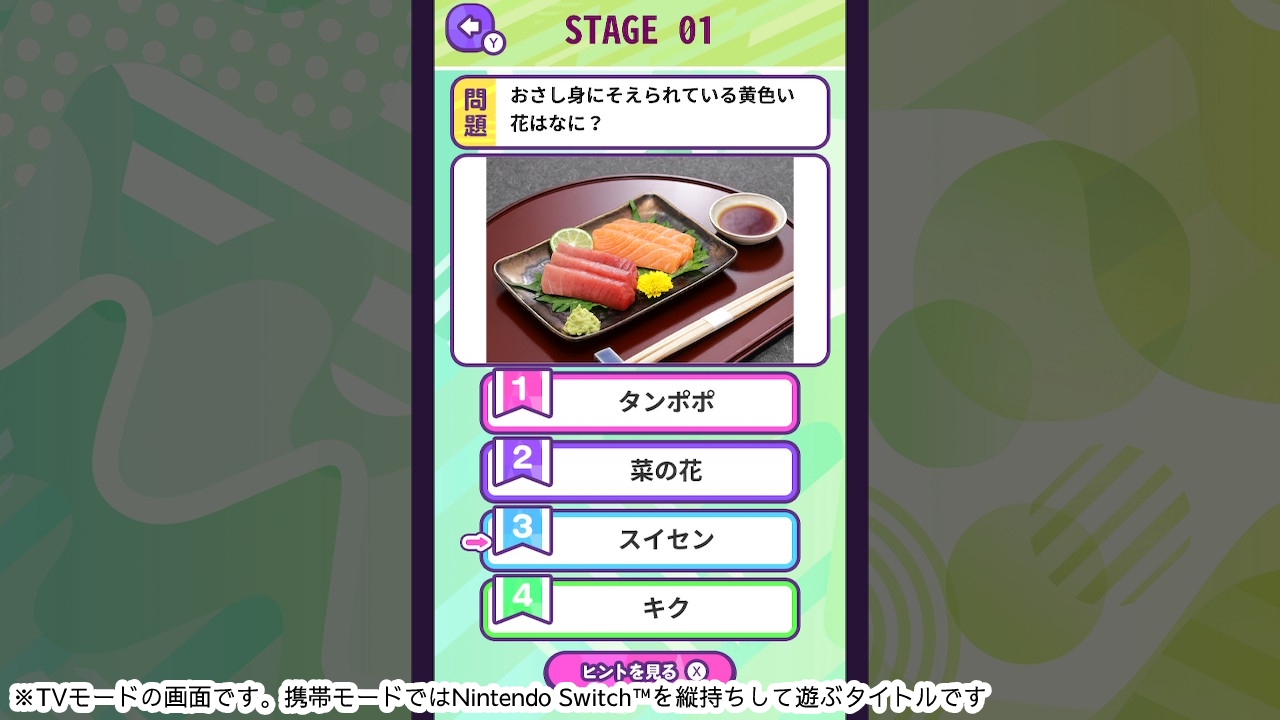 Y
STAGE 01
問題
おさし身にそえられている黄色い
花はなに？
1
タンポポ
2
菜の花
3
スイセン
4
キク
ヒントを見る X
※TVモードの画面です。携帯モードではNintendo Switch™を縦持ちして遊ぶタイトルです